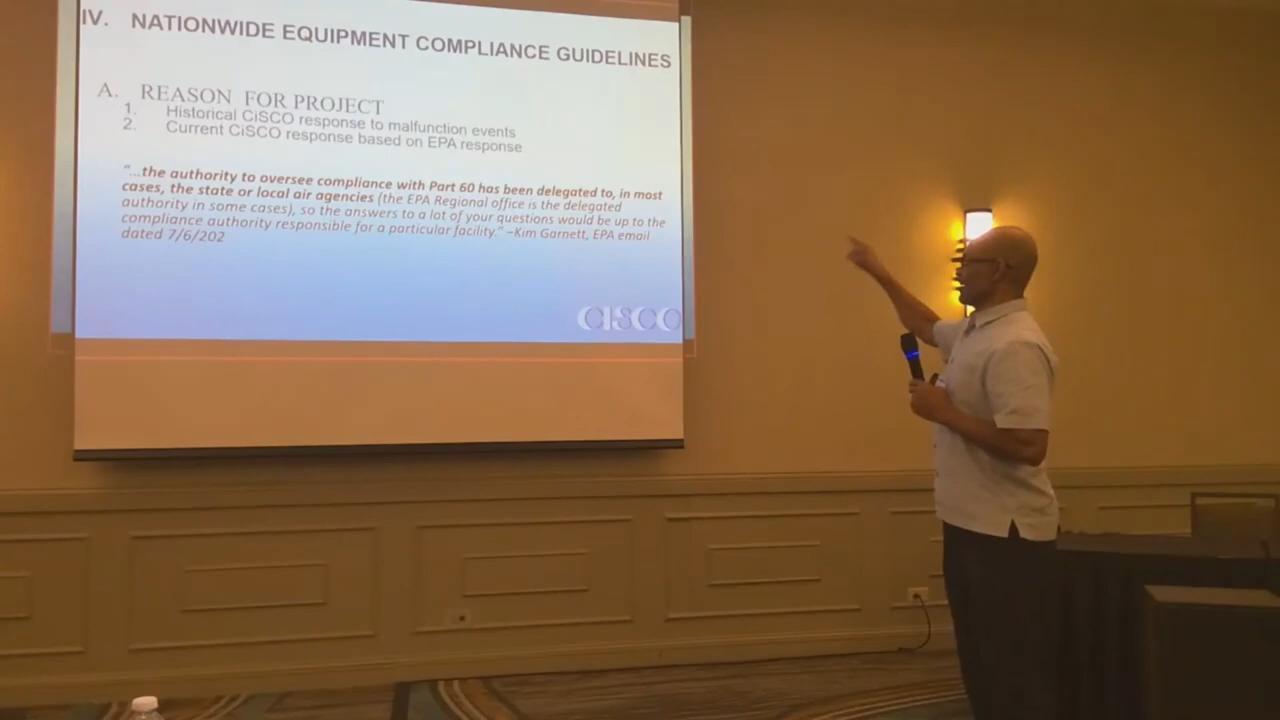 IV. NATIONWIDE EQUIPMENT COMPLIANCE GUIDELINES
A. REASON FOR PROJECT
1. Historical CiSCO response to malfunction events
2. Current CiSCO response based on EPA response
"...the authority to oversee compliance with Part 60 has been delegated to, in most
cases, the state or local air agencies (the EPA Regional office is the delegated
authority in some cases), so the answers to a lot of your questions would be up to the
compliance authority responsible for a particular facility." –Kim Garnett, EPA email
dated 7/6/202
CISCO